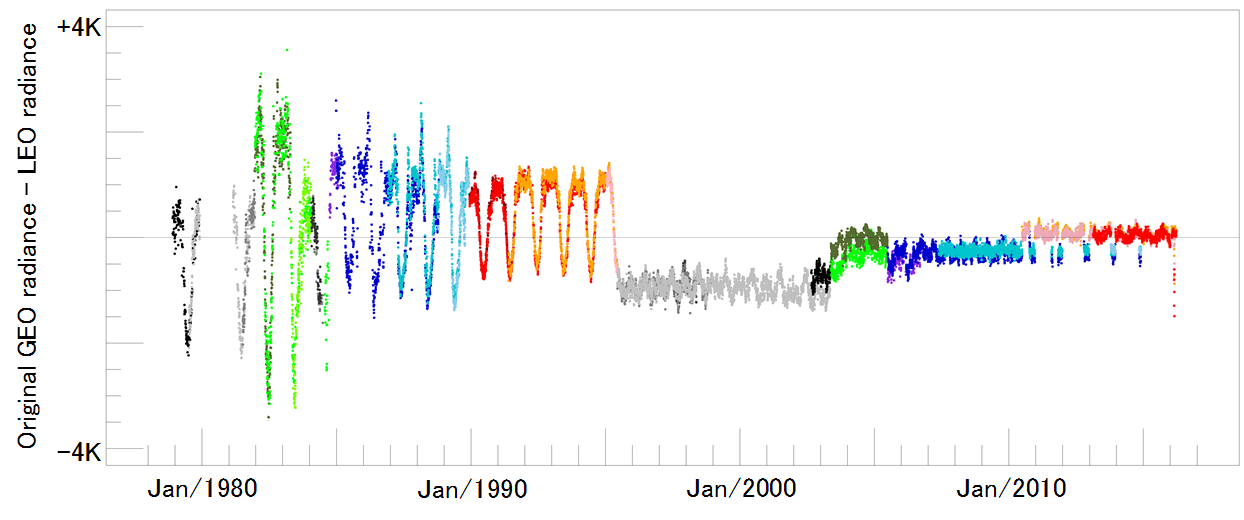 Original GEO radiance − LEO radiance
+4K
−4K
Jan/1980 Jan/1990 Jan/2000 Jan/2010